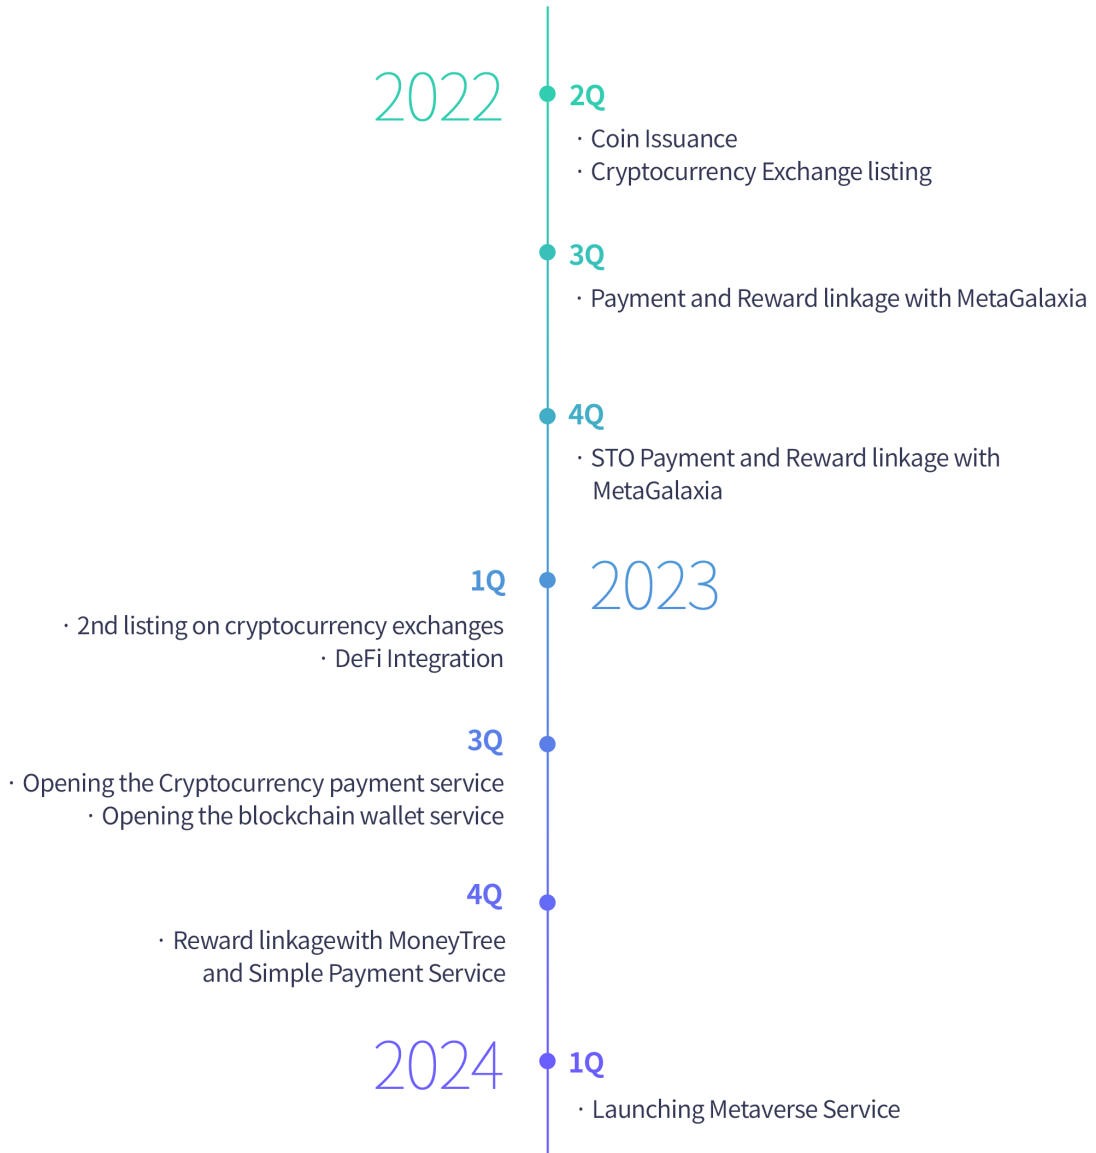 2022
2Q
· Coin Issuance
· Cryptocurrency Exchange listing
3Q
· Payment and Reward linkage with MetaGalaxia
4Q
· STO Payment and Reward linkage with
MetaGalaxia
2023
1Q
· 2nd listing on cryptocurrency exchanges
· DeFi Integration
3Q
· Opening the Cryptocurrency payment service
· Opening the blockchain wallet service
4Q
· Reward linkagewith MoneyTree
and Simple Payment Service
2024
1Q
· Launching Metaverse Service